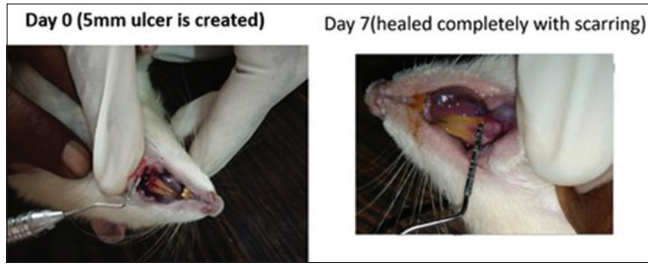 Day 0 (5mm ulcer is created)
Day 7(healed completely with scarring)